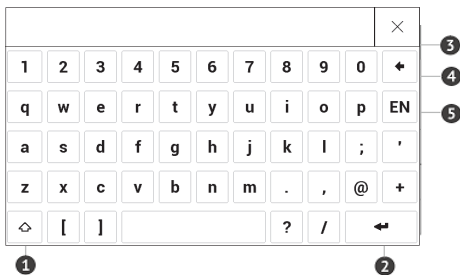 3
1 2 3 4 5 6 7 8 9 0
4
q w e r t y u i o p EN
5
a s d f g h j k l ; '
z x c v b n m . , @ +
[ ] ? /
1 2